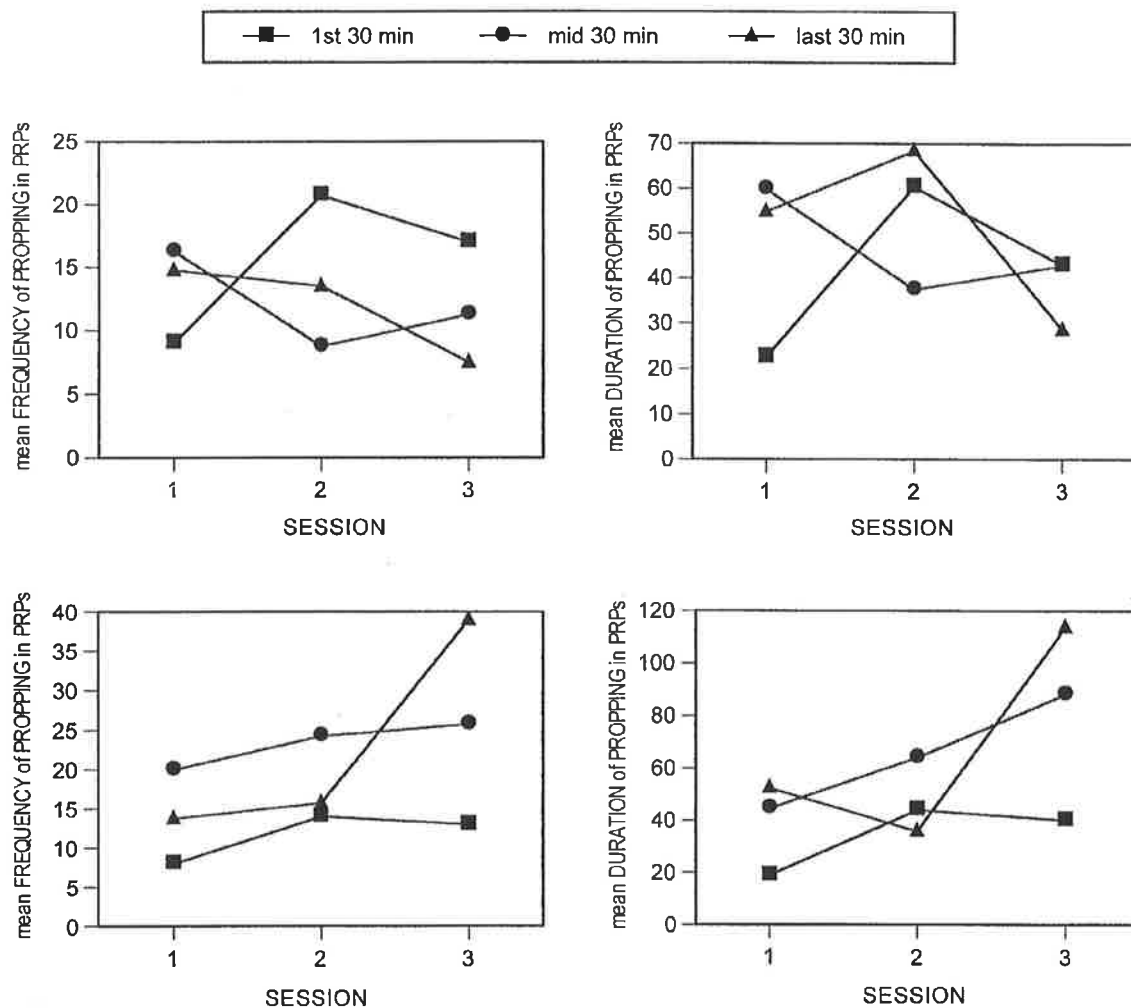 1st 30 min mid 30 min last 30 min
mean FREQUENCY of PROPPING in PRPs
25
20
15
10
5
0
1 2 3
SESSION
mean DURATION of PROPPING in PRPs
70
60
50
40
30
20
10
0
1 2 3
SESSION
mean FREQUENCY of PROPPING in PRPs
40
35
30
25
20
15
10
5
0
1 2 3
SESSION
mean DURATION of PROPPING in PRPs
120
100
80
60
40
20
0
1 2 3
SESSION